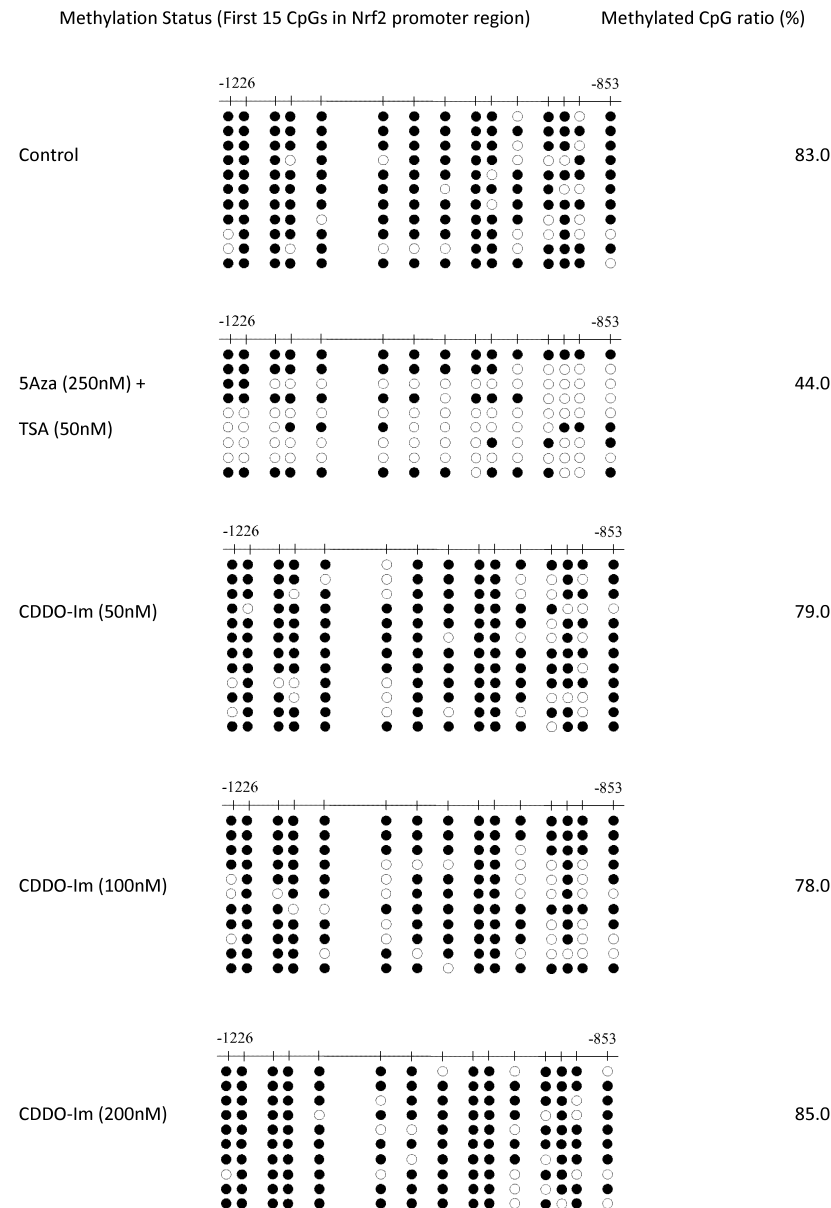 Methylation Status (First 15 CpGs in Nrf2 promoter region) Methylated CpG ratio (%)
-1226 -853
Control 83.0
-1226 -853
5Aza (250nM) + 44.0
TSA (50nM)
-1226 -853
CDDO-Im (50nM) 79.0
-1226 -853
CDDO-Im (100nM) 78.0
-1226 -853
CDDO-Im (200nM) 85.0